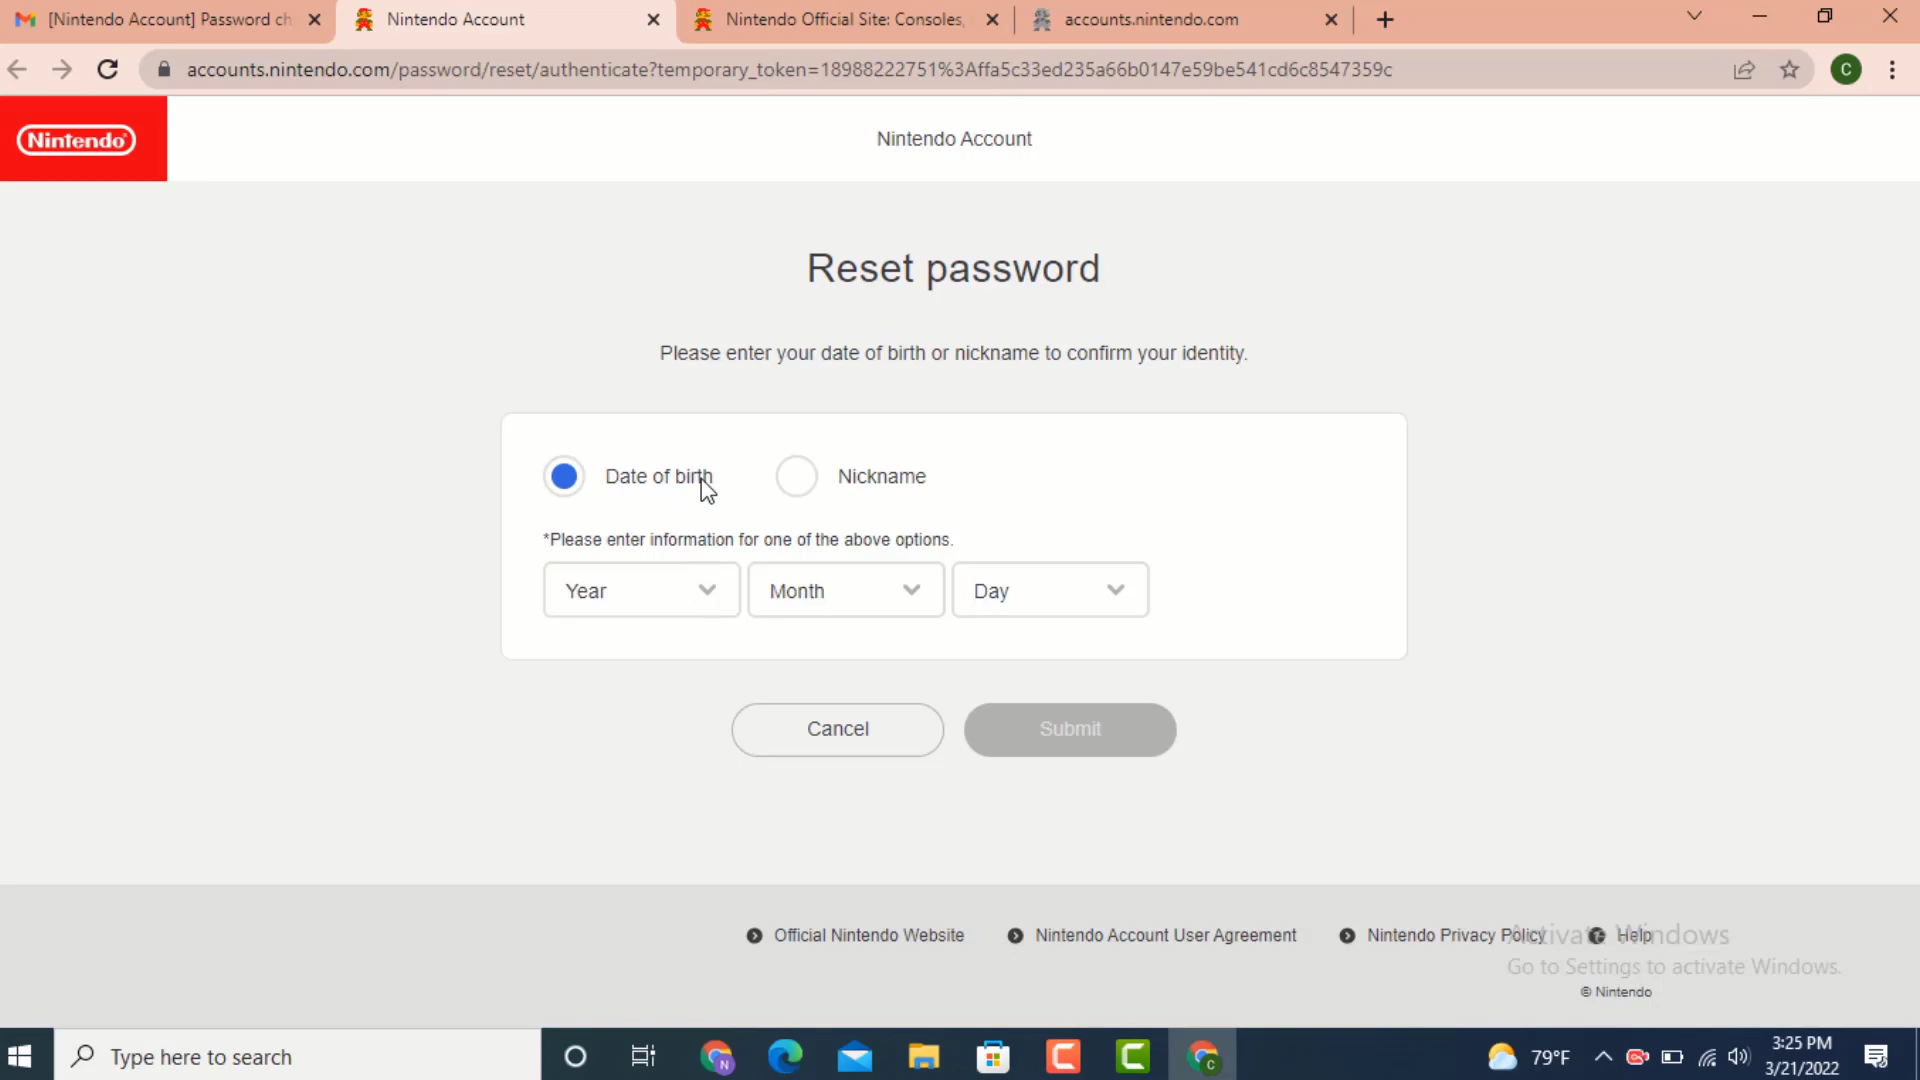 [Nintendo Account] Password ch
Nintendo Account
Nintendo Official Site: Consoles,
accounts.nintendo.com
accounts.nintendo.com/password/reset/authenticate?temporary_token=18988222751%3Affa5c33ed235a66b0147e59be541cd6c8547359c
C
Nintendo
Nintendo Account
Reset password
Please enter your date of birth or nickname to confirm your identity.
Date of birth
Nickname
*Please enter information for one of the above options.
Year
Month
Day
Cancel
Submit
Official Nintendo Website
Nintendo Account User Agreement
Nintendo Privacy Policy
Help
Activate Windows
Go to Settings to activate Windows.
© Nintendo
Type here to search
N
C
79°F
3:25 PM
3/21/2022